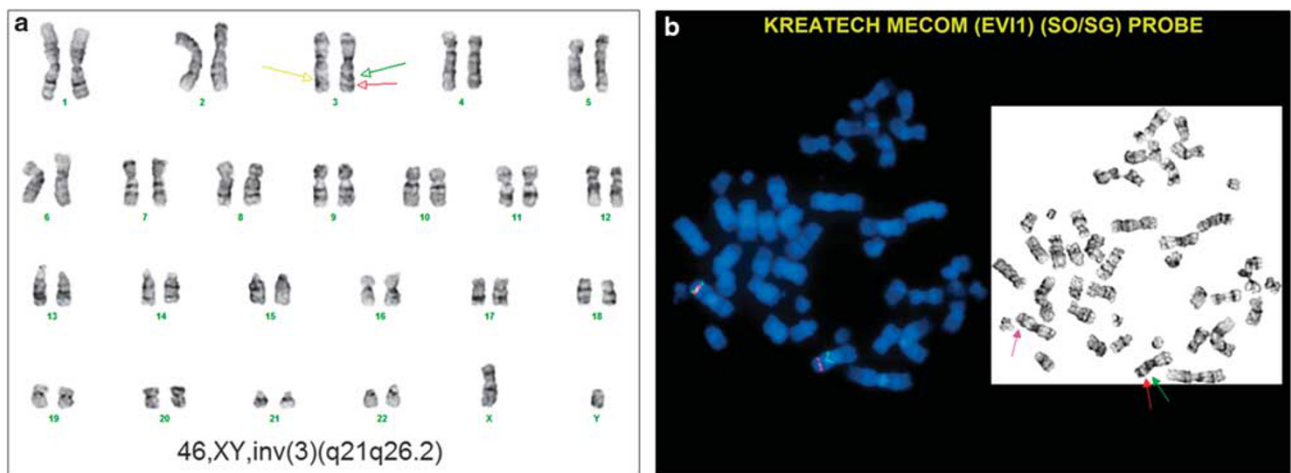 a
1 2 3 4 5
6 7 8 9 10 11 12
13 14 15 16 17 18
19 20 21 22 X Y
46,XY,inv(3)(q21q26.2)
b
KREATECH MECOM (EVI1) (SO/SG) PROBE